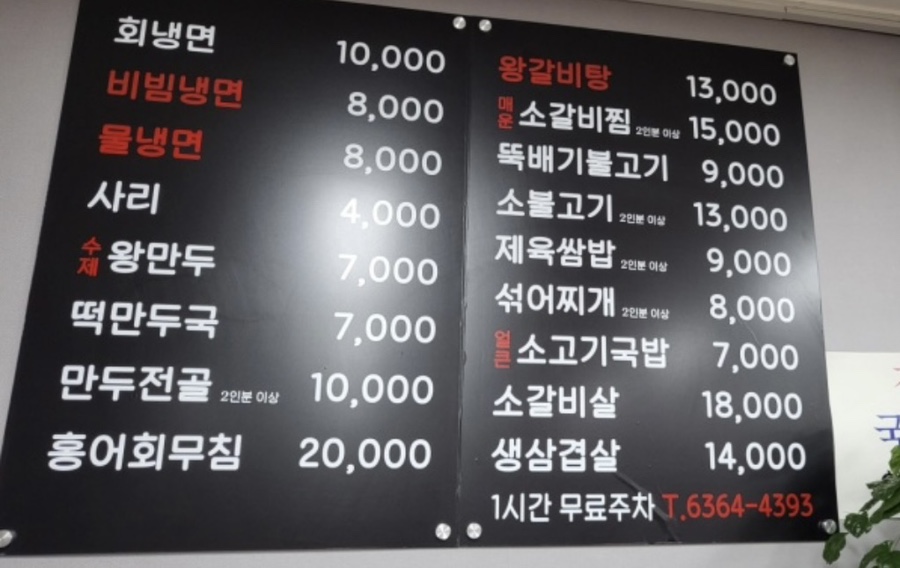 회냉면 10,000
비빔냉면 8,000
물냉면 8,000
사리 4,000
수제 왕만두 7,000
떡만두국 7,000
만두전골 2인분 이상 10,000
홍어회무침 20,000
왕갈비탕 13,000
매운 소갈비찜 2인분 이상 15,000
뚝배기불고기 9,000
소불고기 2인분 이상 13,000
제육쌈밥 2인분 이상 9,000
섞어찌개 2인분 이상 8,000
얼큰 소고기국밥 7,000
소갈비살 18,000
생삼겹살 14,000
1시간 무료주차 T.6364-4393